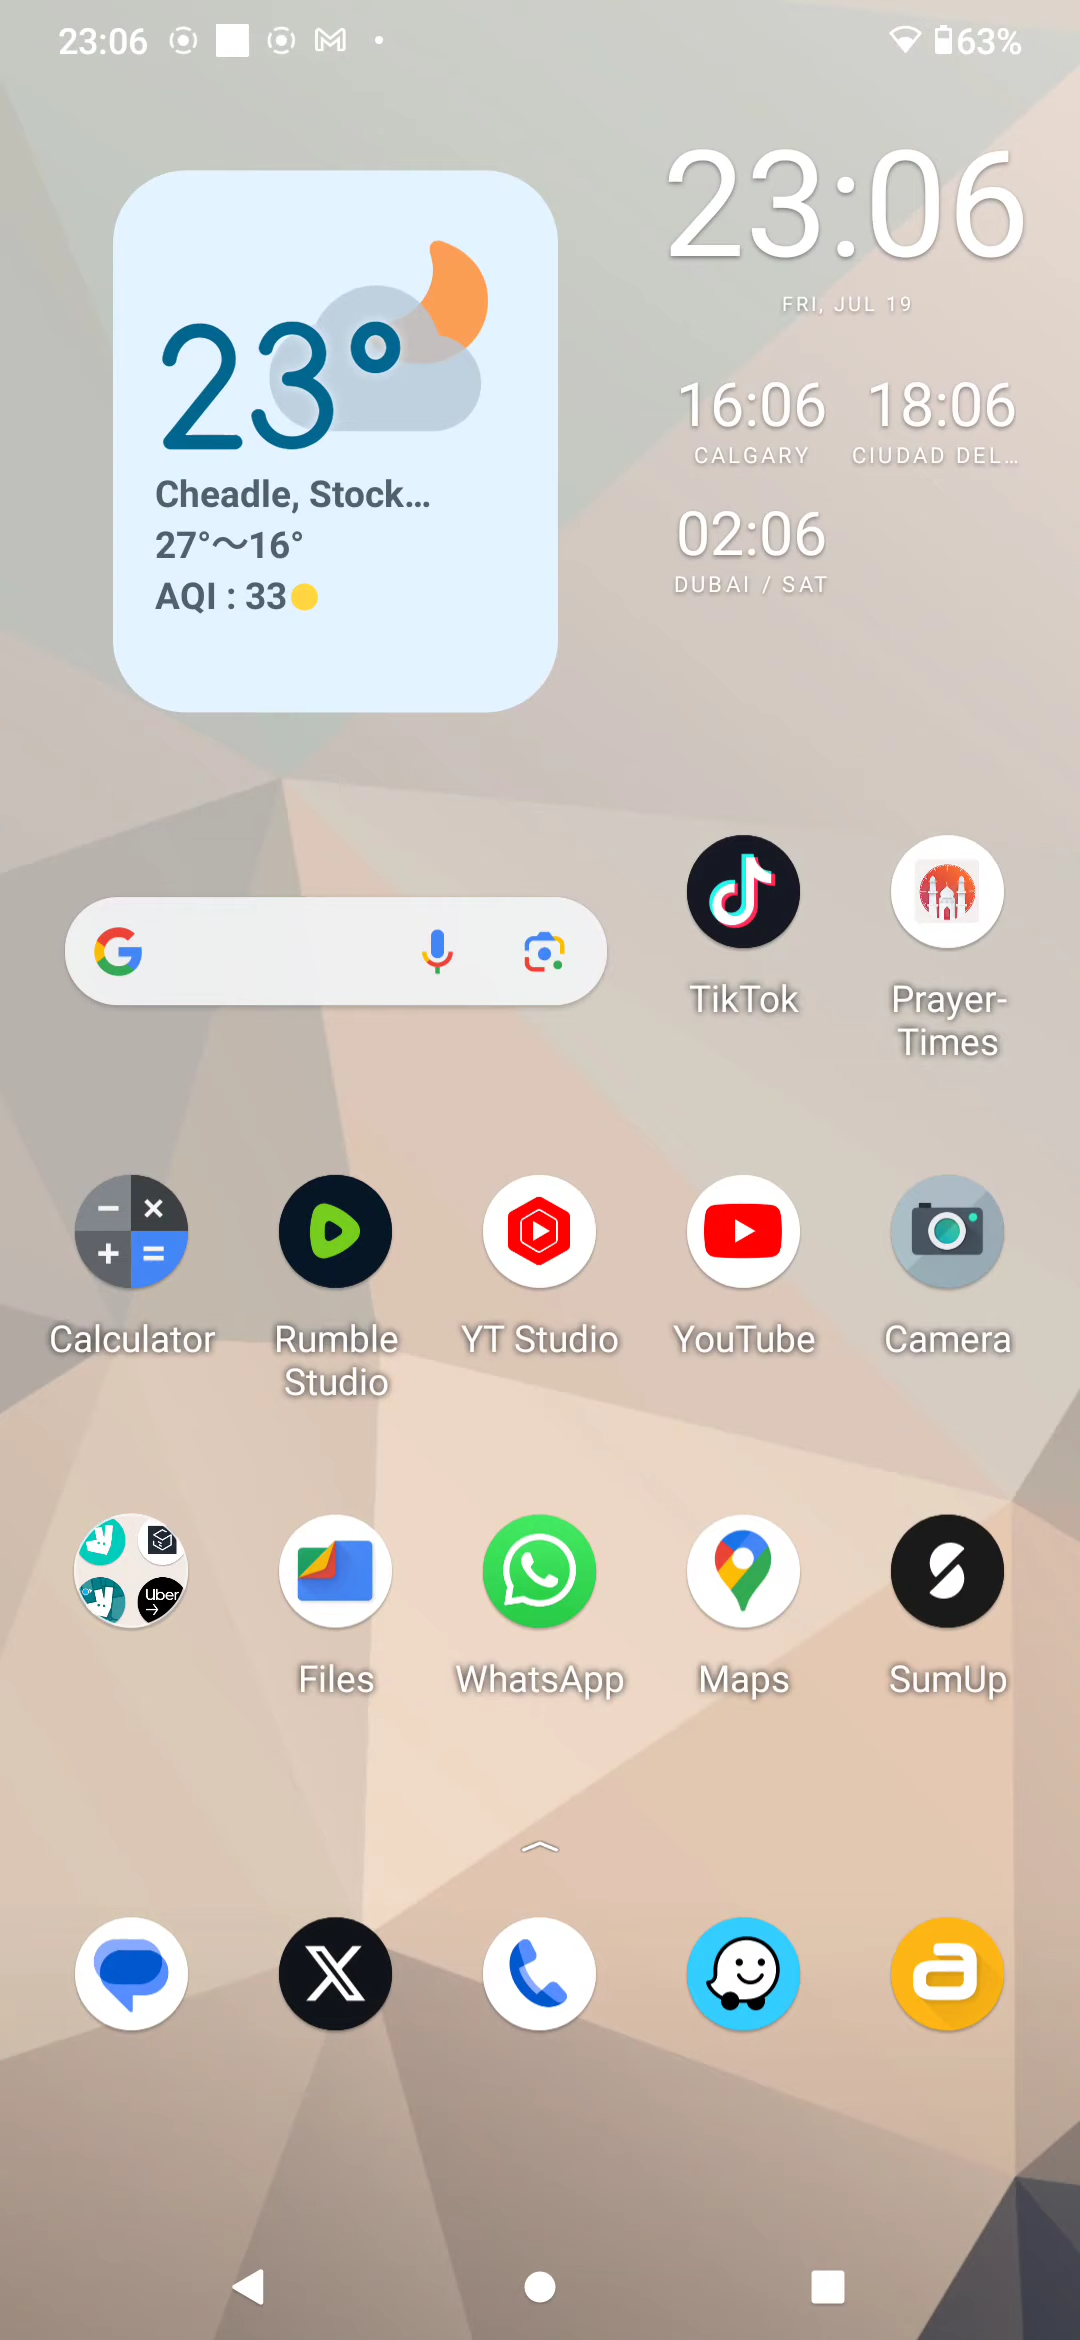 23:06
63%
23:06
FRI, JUL 19
16:06 18:06
CALGARY CIUDAD DEL…
02:06
DUBAI / SAT
23°
Cheadle, Stock...
27°～16°
AQI : 33
TikTok
Prayer-
Times
Calculator
Rumble
Studio
YT Studio
YouTube
Camera
Uber
Files
WhatsApp
Maps
SumUp